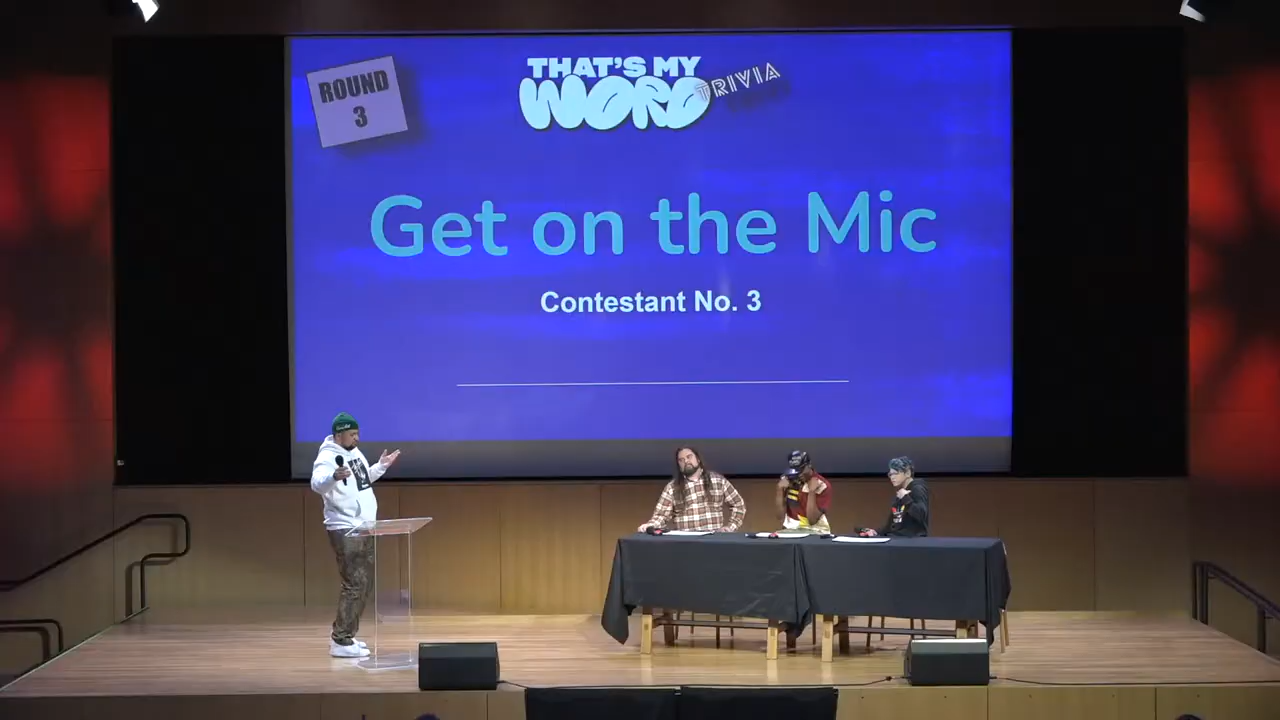 ROUND
3
THAT'S MY
WORD
TRIVIA
Get on the Mic
Contestant No. 3